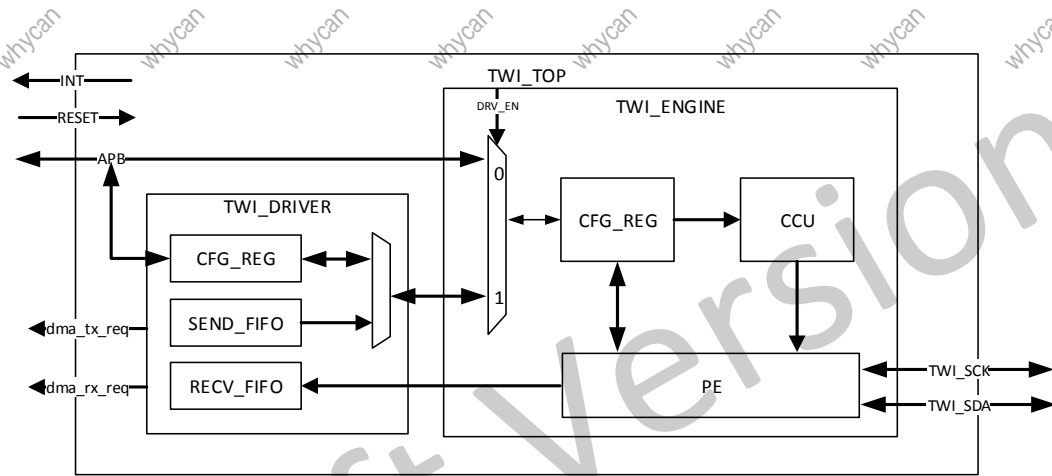 whycan whycan whycan whycan whycan whycan whycan whycan
TWI_TOP
INT
DRV_EN
TWI_ENGINE
RESET
APB
0
TWI_DRIVER
CFG_REG
CFG_REG
CCU
1
SEND_FIFO
dma_tx_req
RECV_FIFO
dma_rx_req
PE
TWI_SCK
TWI_SDA
Version